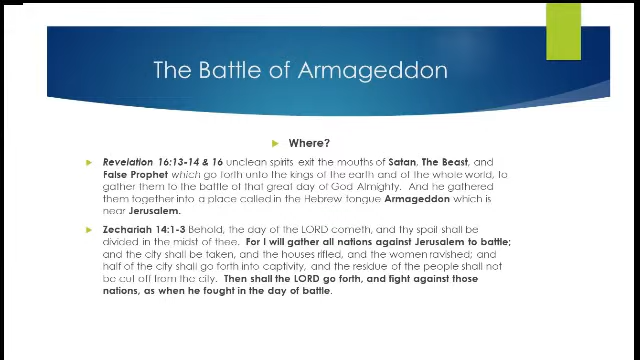 The Battle of Armageddon
Where?
Revelation 16:13-14 & 16 unclean spirits exit the mouths of Satan, The Beast, and
False Prophet which go forth unto the kings of the earth and of the whole world, to
gather them to the battle of that great day of God Almighty. And he gathered
them together into a place called in the Hebrew tongue Armageddon which is
near Jerusalem.
Zechariah 14:1-3 Behold, the day of the LORD cometh, and thy spoil shall be
divided in the midst of thee. For I will gather all nations against Jerusalem to battle;
and the city shall be taken, and the houses rifled, and the women ravished; and
half of the city shall go forth into captivity, and the residue of the people shall not
be cut off from the city. Then shall the LORD go forth, and fight against those
nations, as when he fought in the day of battle.